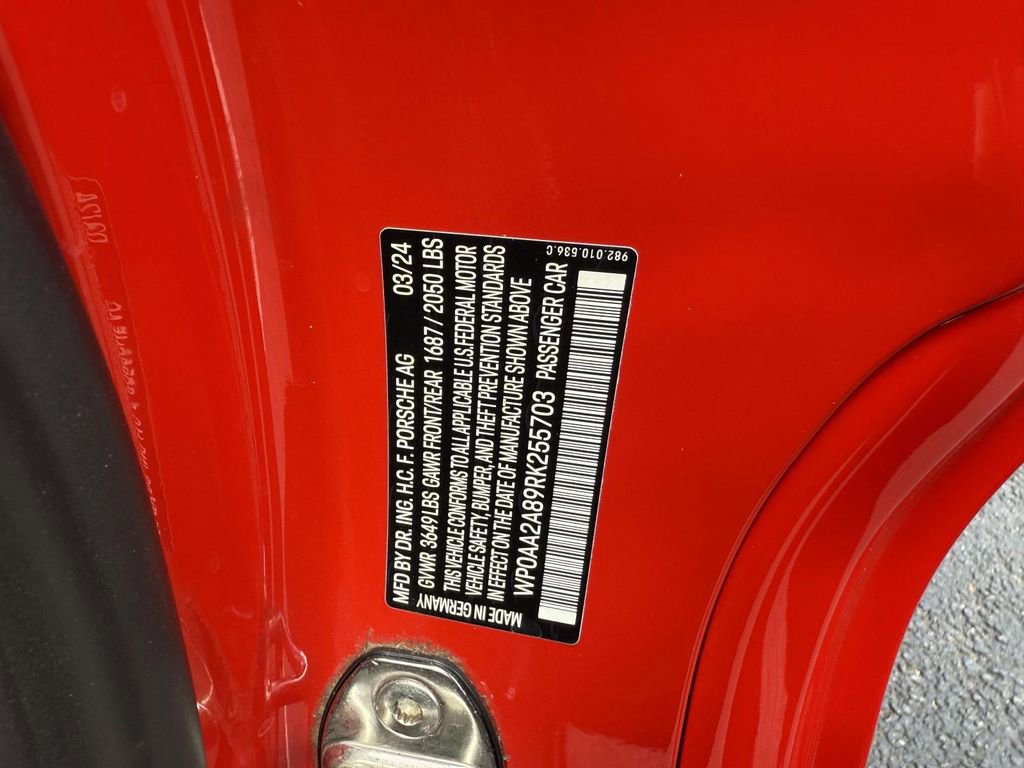 MFD BY DR. ING. H.C. F. PORSCHE AG 03/24
GVWR 3649 LBS GAWR FRONT/REAR 1687/2050 LBS
THIS VEHICLE CONFORMS TO ALL APPLICABLE U.S. FEDERAL MOTOR
VEHICLE SAFETY, BUMPER, AND THEFT PREVENTION STANDARDS
IN EFFECT ON THE DATE OF MANUFACTURE SHOWN ABOVE
WP0AA2A89RK255703 PASSENGER CAR
MADE IN GERMANY
982.010.536.C